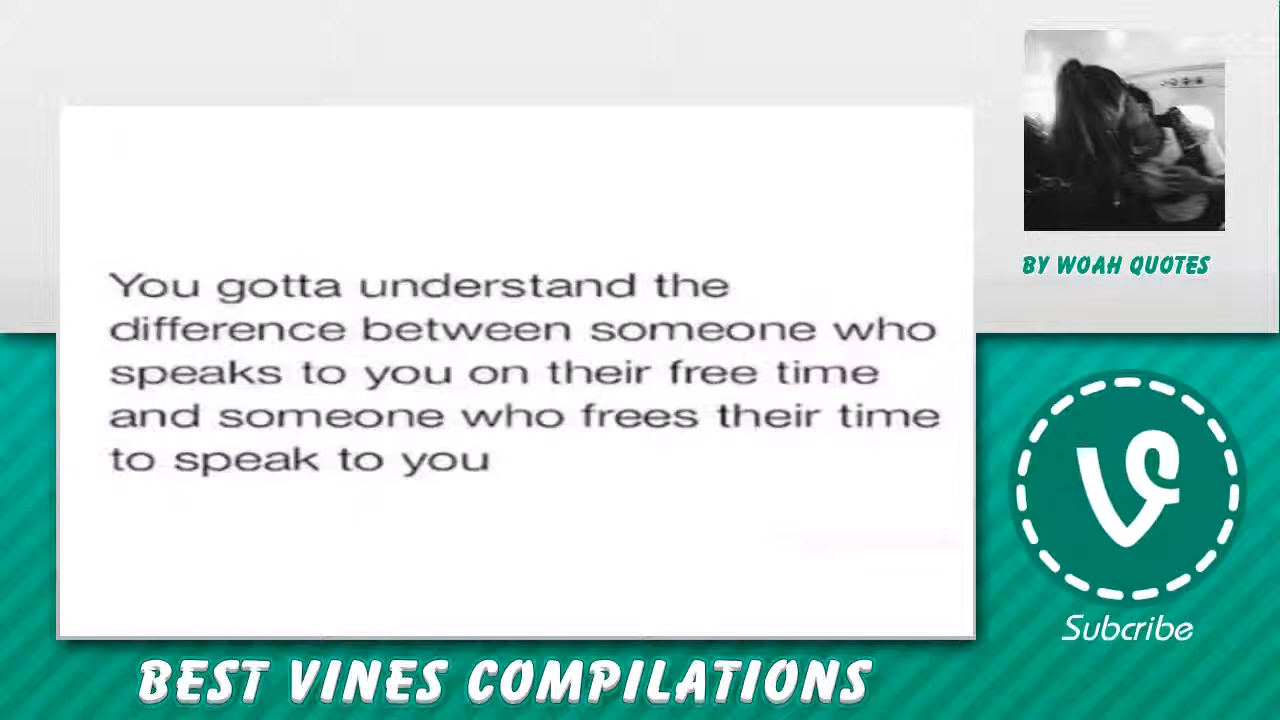 You gotta understand the
difference between someone who
speaks to you on their free time
and someone who frees their time
to speak to you
BY WOAH QUOTES
Subcribe
BEST VINES COMPILATIONS